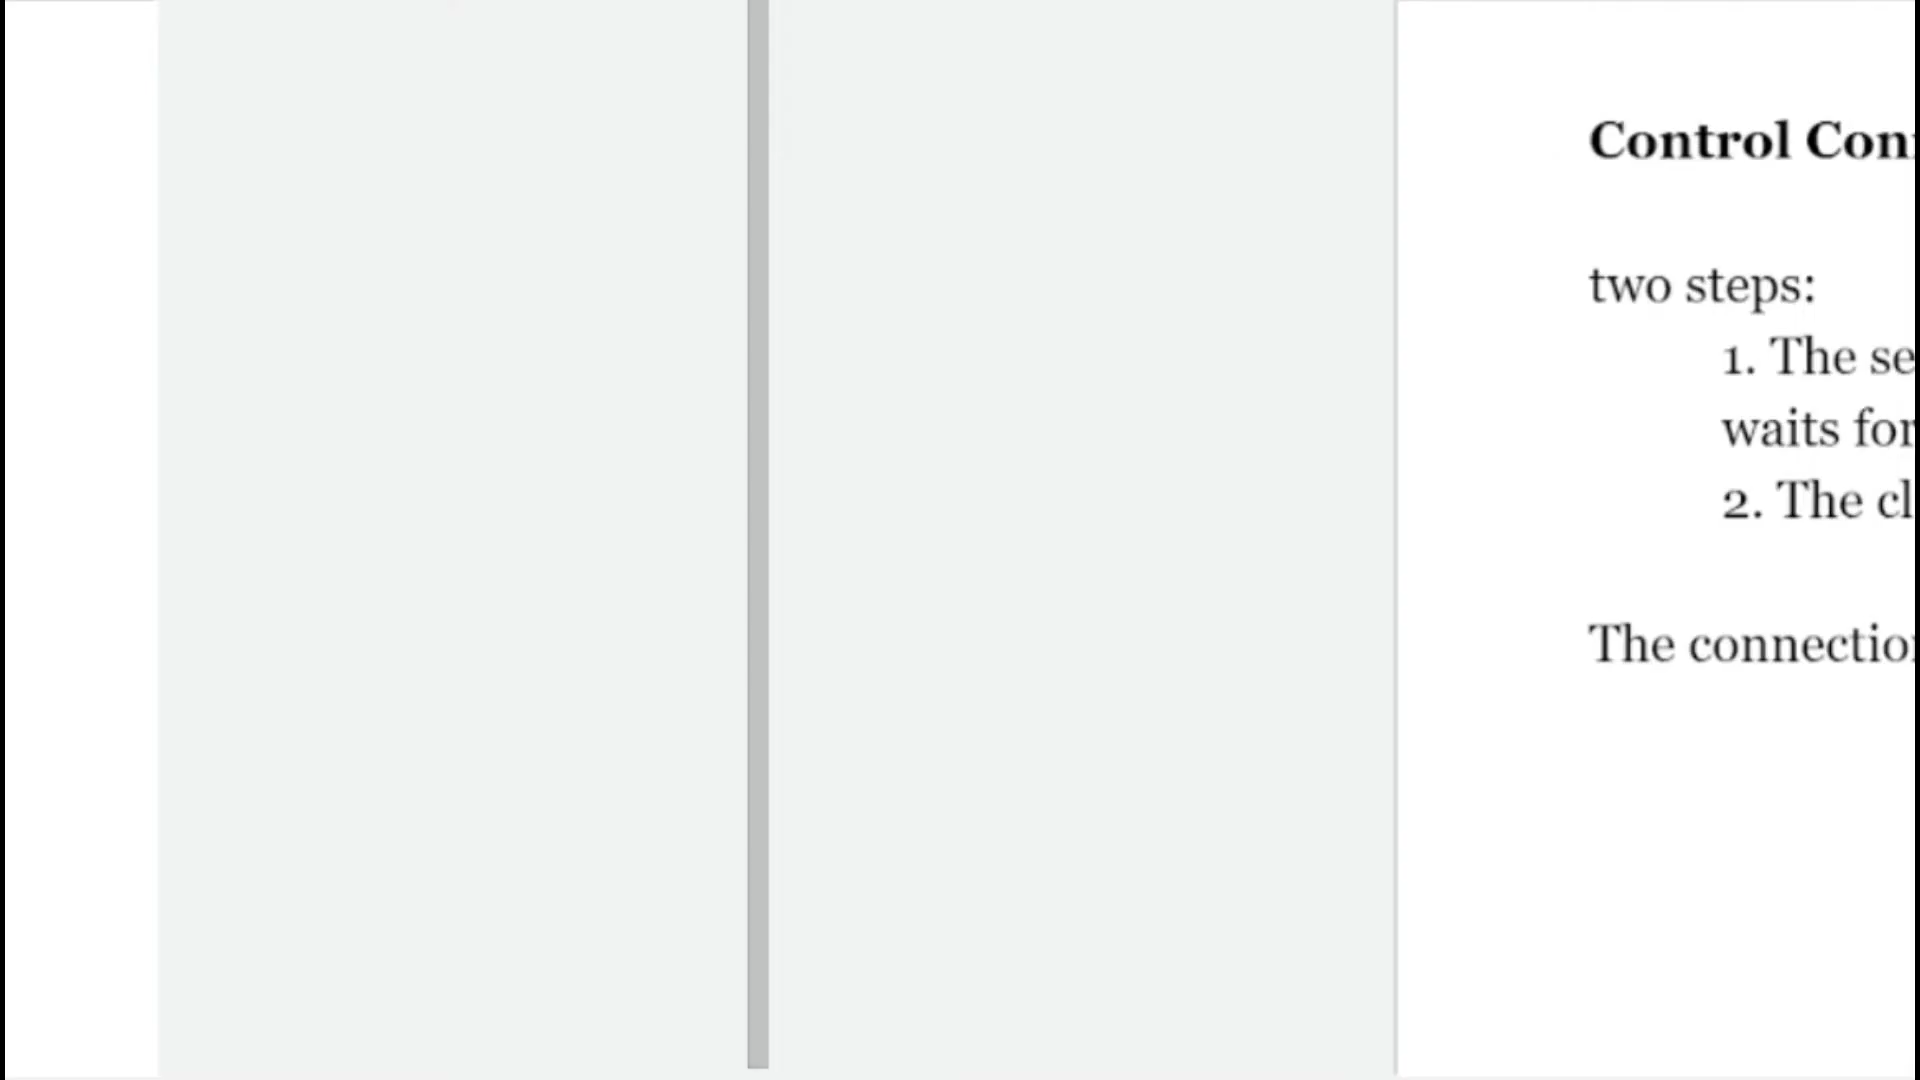 Control Con
two steps:
1. The se
waits for
2. The cl
The connectio